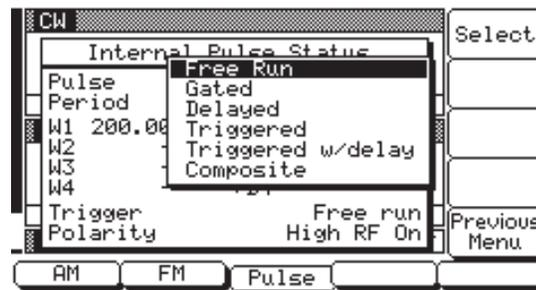 CW
Internal Pulse Status
Free Run
Gated
Delayed
Triggered
Triggered w/delay
Composite
Pulse
Period
W1 200.00
W2
W3
W4
Trigger Free run
Polarity High RF On
Select
Previous
Menu
AM FM Pulse